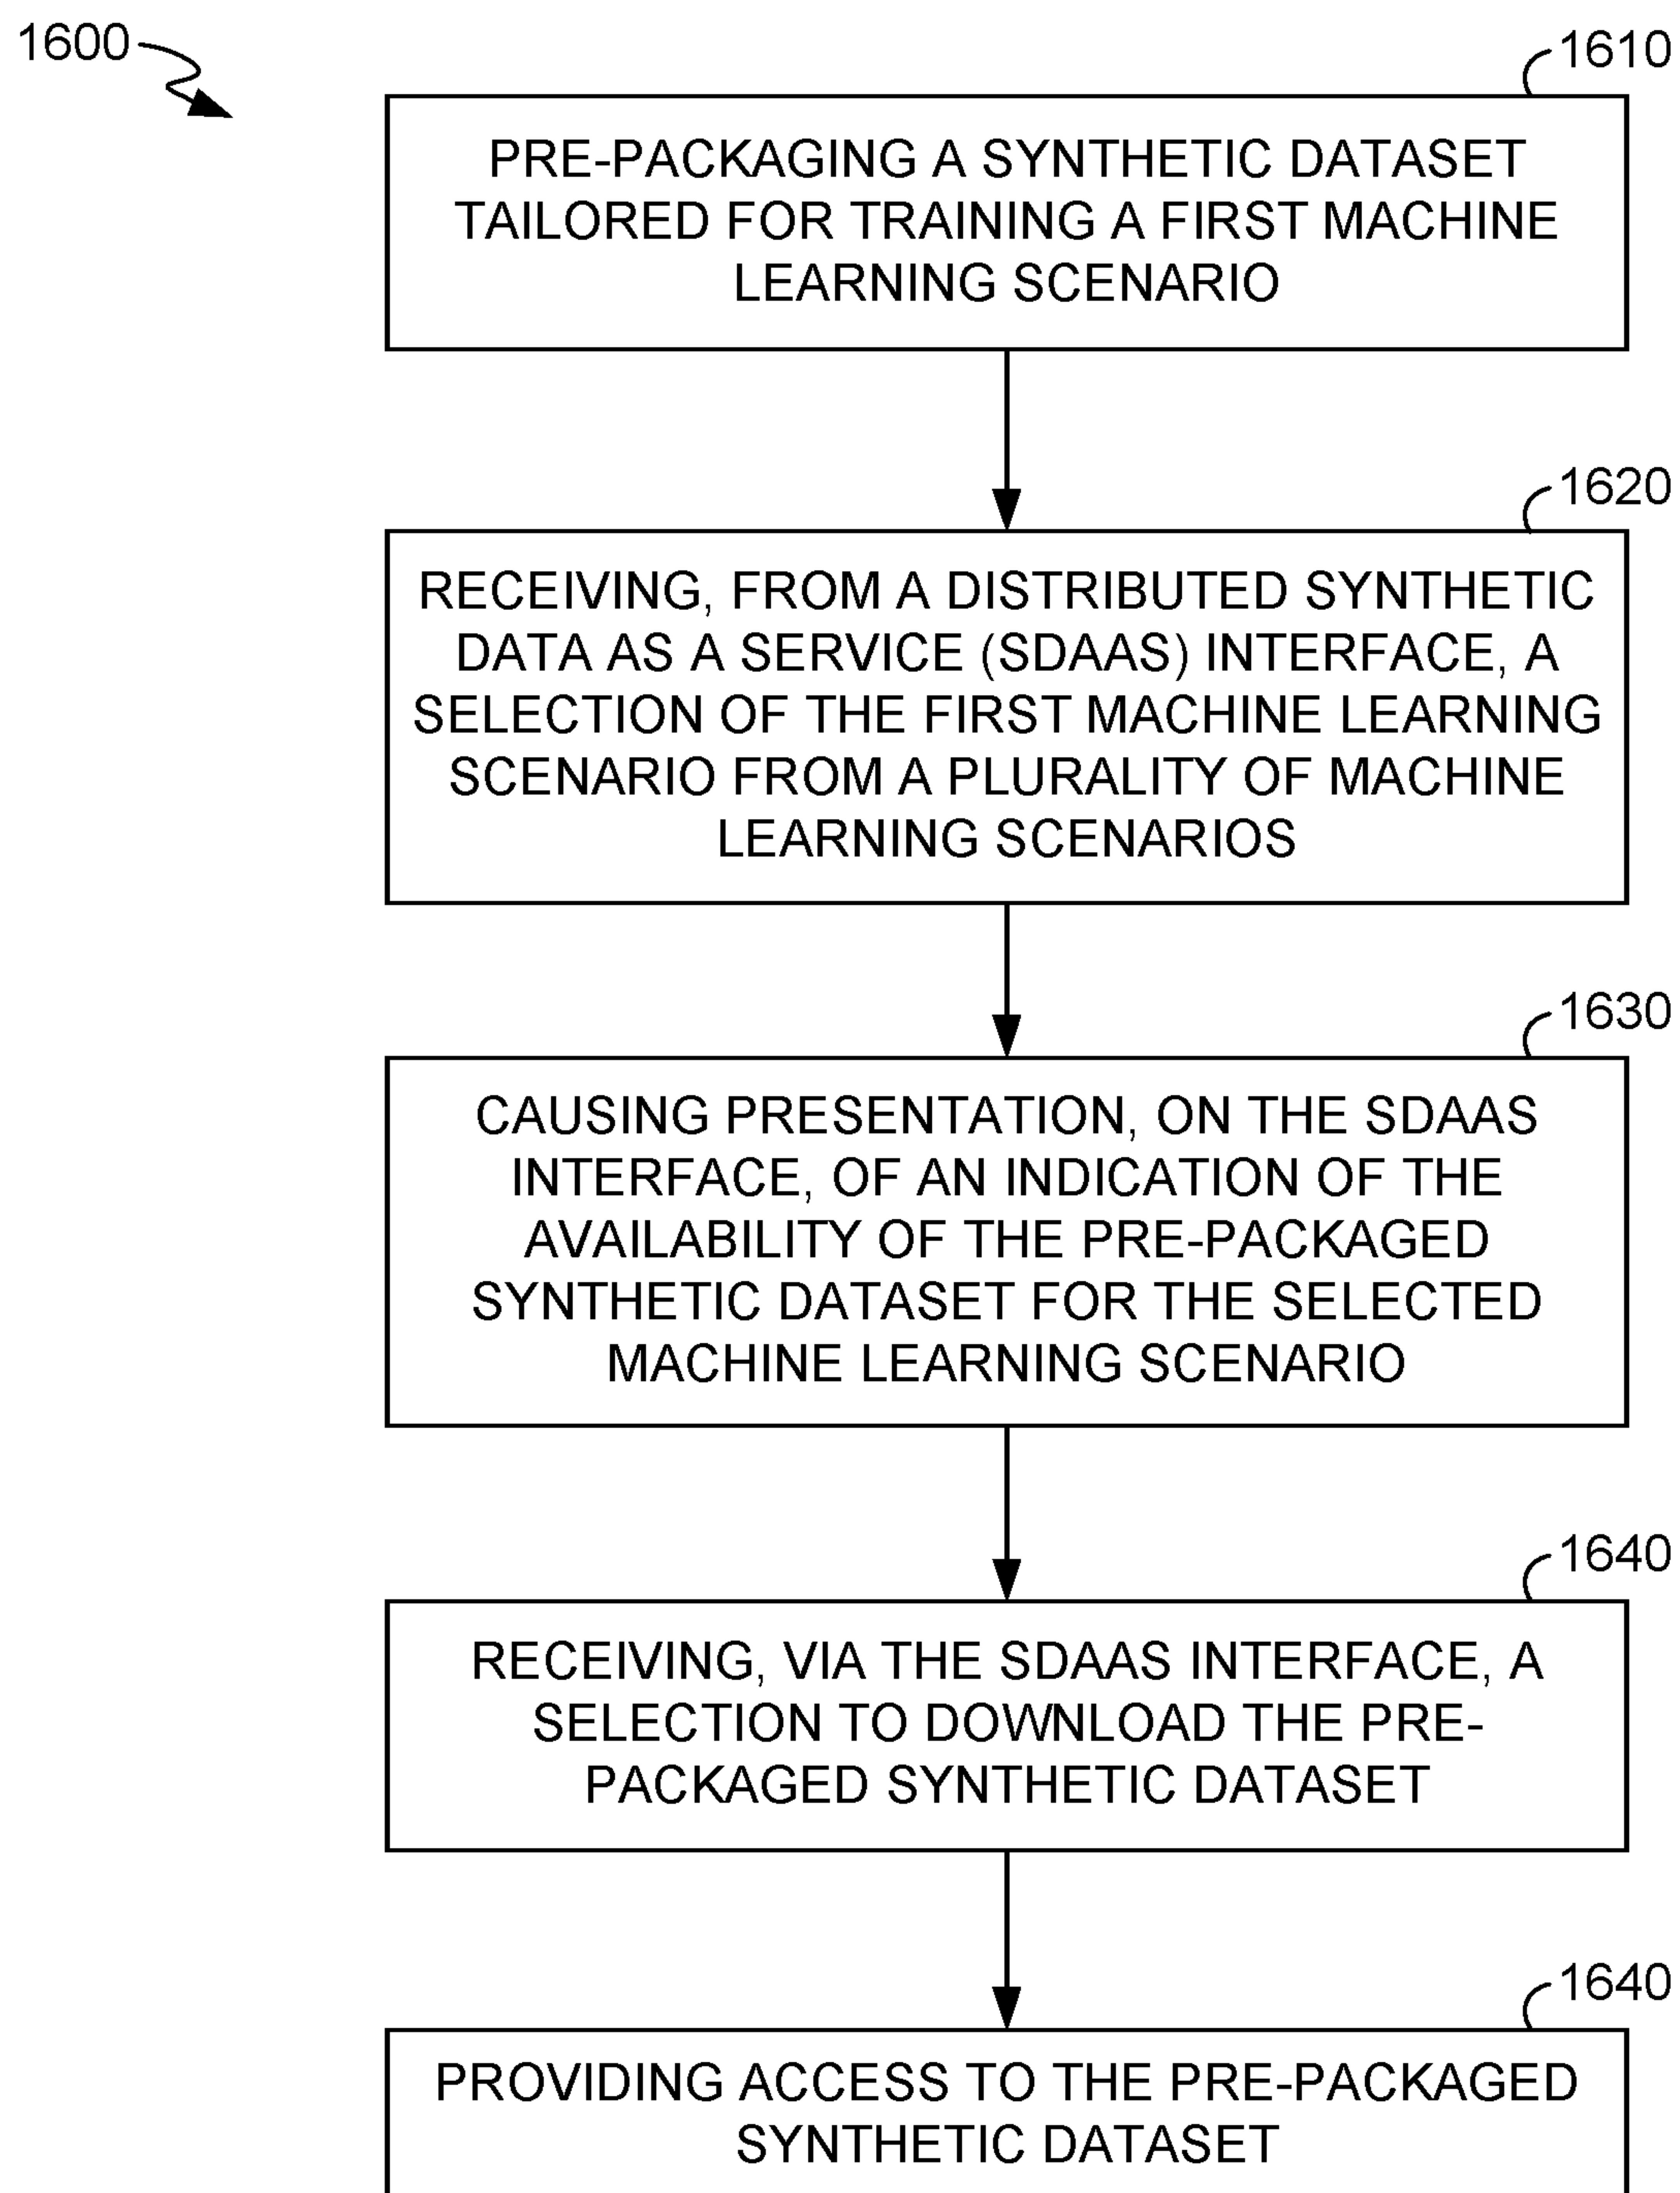 1600
1610
PRE-PACKAGING A SYNTHETIC DATASET
TAILORED FOR TRAINING A FIRST MACHINE
LEARNING SCENARIO
1620
RECEIVING, FROM A DISTRIBUTED SYNTHETIC
DATA AS A SERVICE (SDAAS) INTERFACE, A
SELECTION OF THE FIRST MACHINE LEARNING
SCENARIO FROM A PLURALITY OF MACHINE
LEARNING SCENARIOS
1630
CAUSING PRESENTATION, ON THE SDAAS
INTERFACE, OF AN INDICATION OF THE
AVAILABILITY OF THE PRE-PACKAGED
SYNTHETIC DATASET FOR THE SELECTED
MACHINE LEARNING SCENARIO
1640
RECEIVING, VIA THE SDAAS INTERFACE, A
SELECTION TO DOWNLOAD THE PRE-
PACKAGED SYNTHETIC DATASET
1640
PROVIDING ACCESS TO THE PRE-PACKAGED
SYNTHETIC DATASET